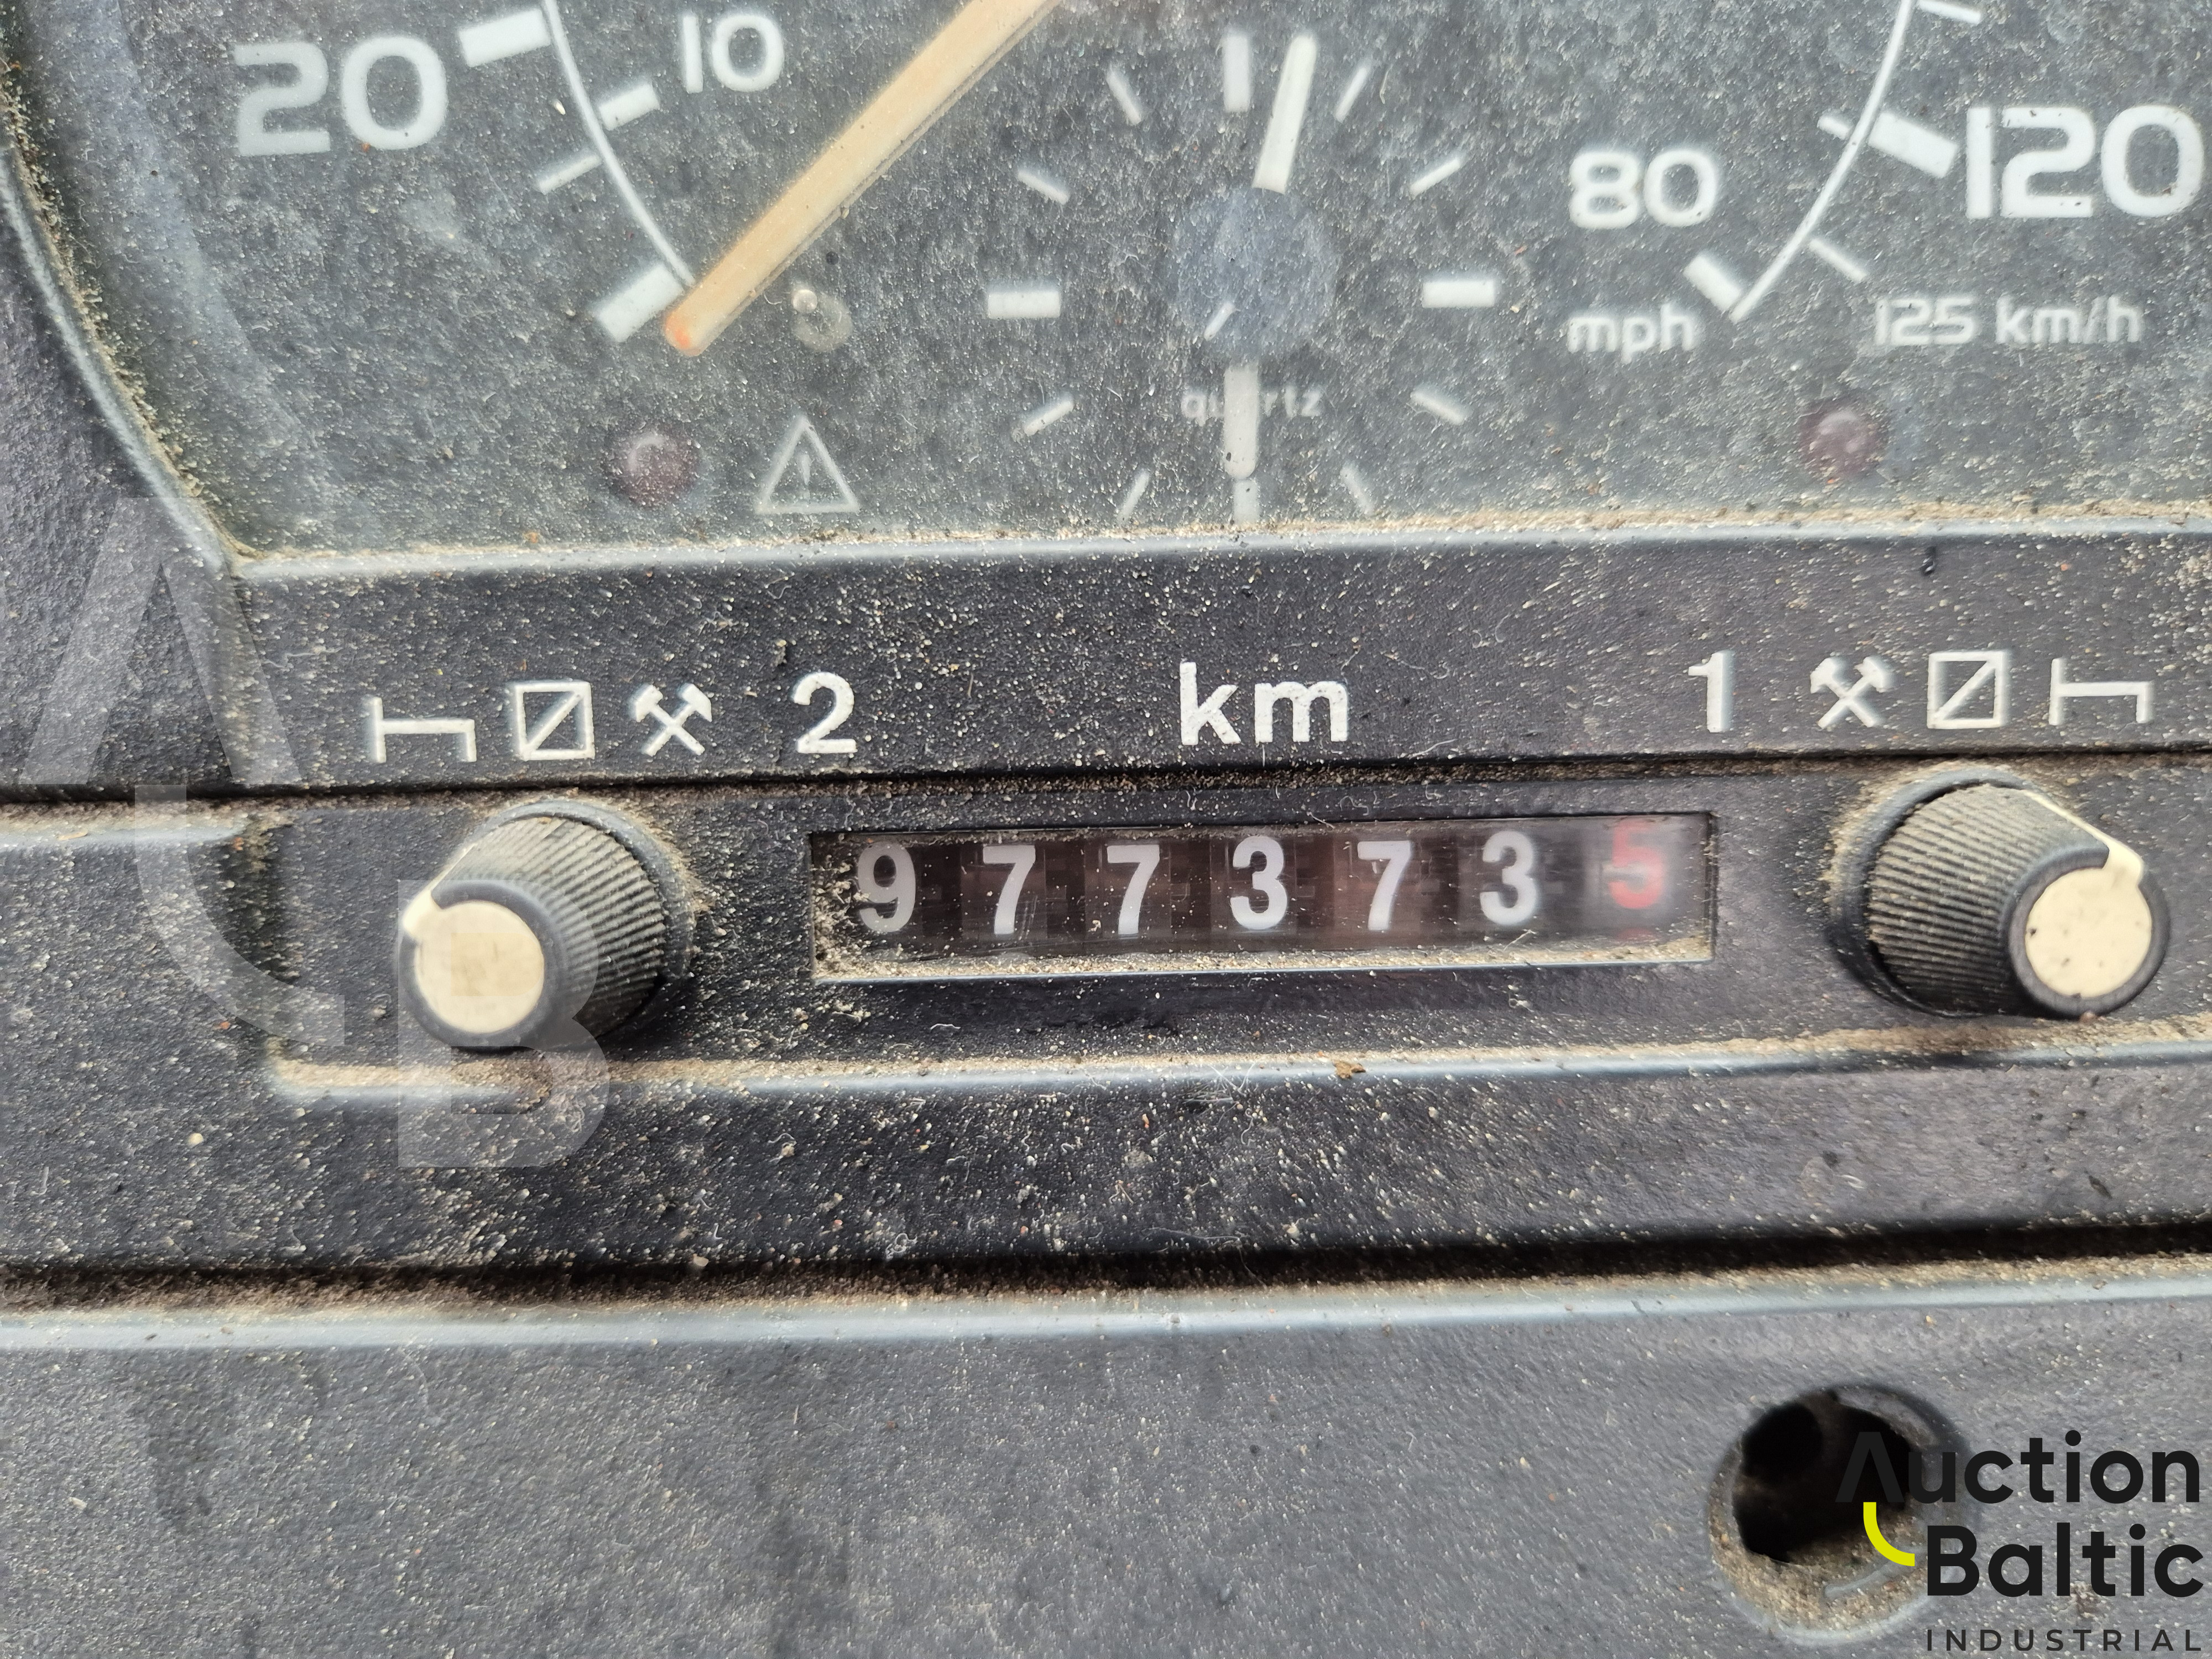 20 10
80 120
mph 125 km/h
quartz
2 km 1
9773735
Auction
Baltic
INDUSTRIAL